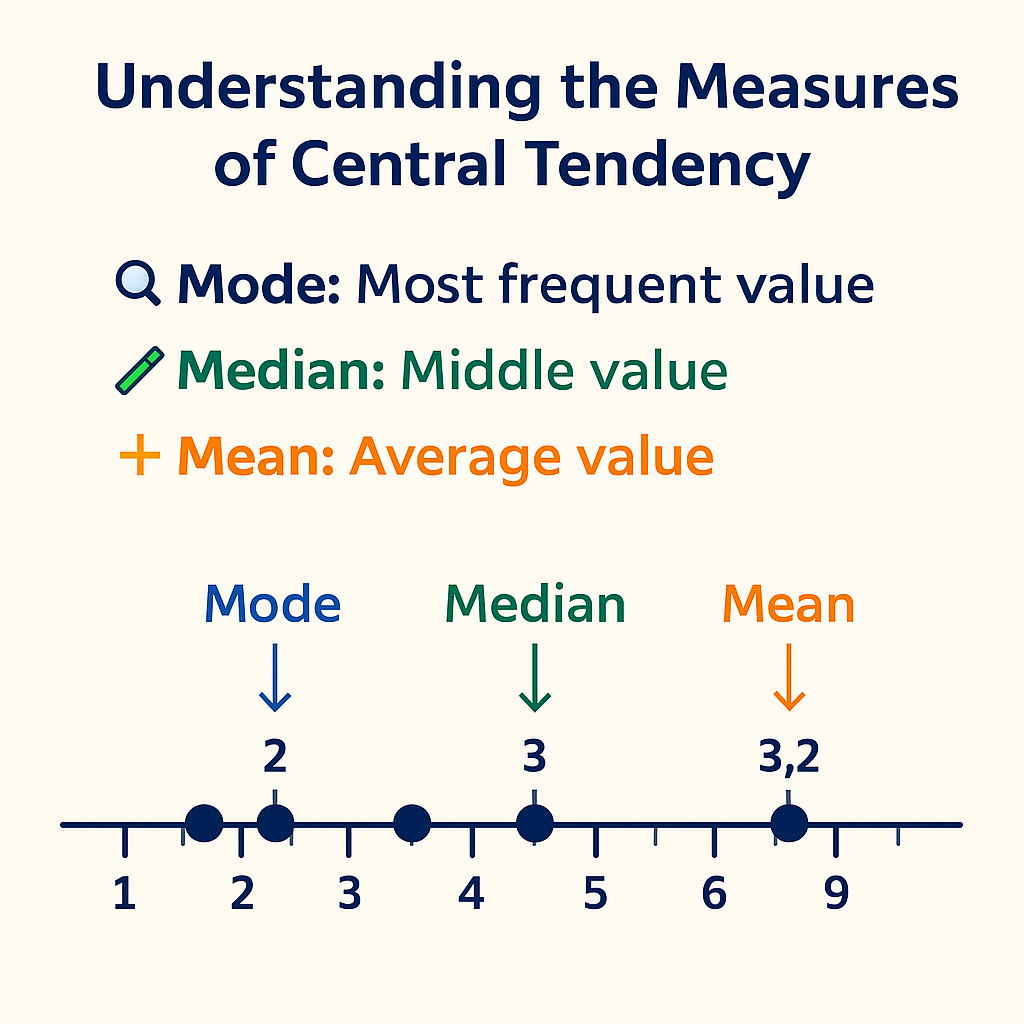 Understanding the Measures
of Central Tendency
Mode: Most frequent value
Median: Middle value
Mean: Average value
Mode Median Mean
2 3 3,2
1 2 3 4 5 6 9